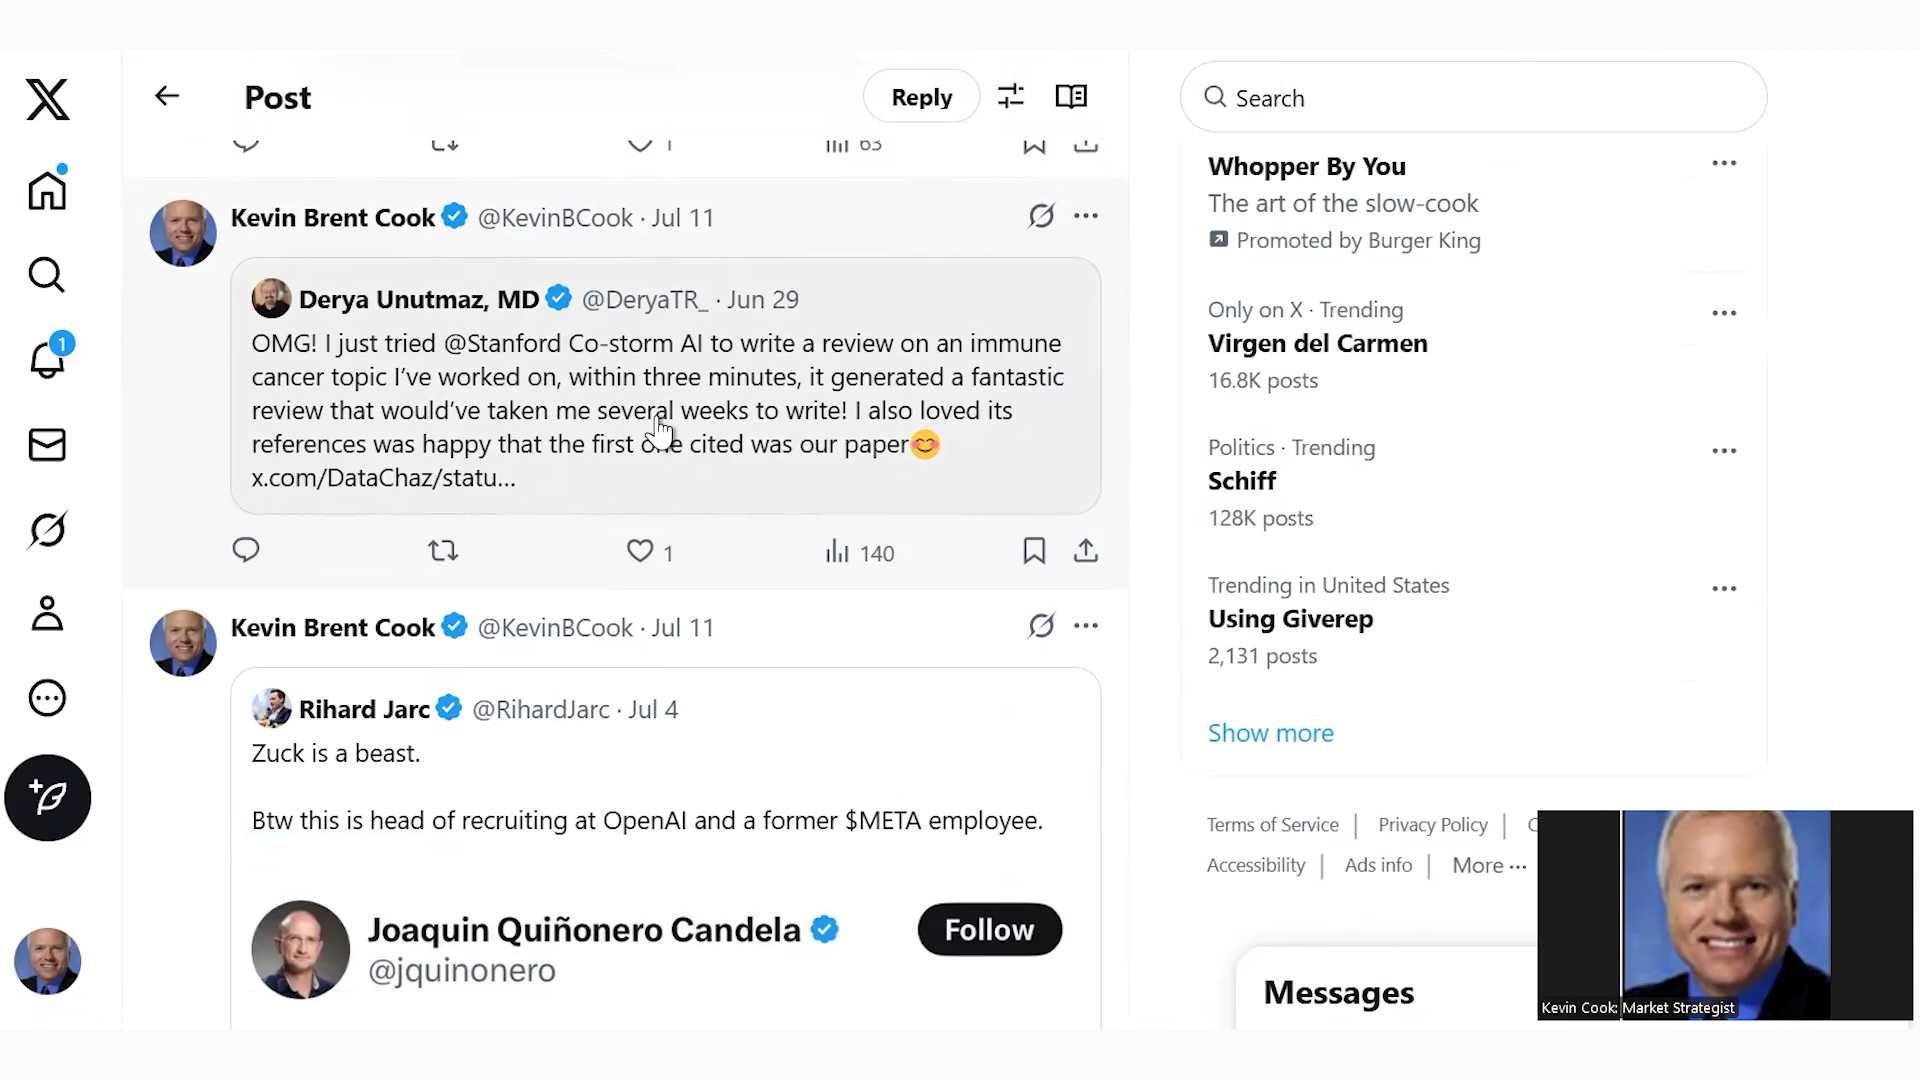 Post
Reply
Search
1
63
Kevin Brent Cook @KevinBCook · Jul 11
Derya Unutmaz, MD @DeryaTR_ · Jun 29
OMG! I just tried @Stanford Co-storm AI to write a review on an immune
cancer topic I've worked on, within three minutes, it generated a fantastic
review that would've taken me several weeks to write! I also loved its
references was happy that the first one cited was our paper😊
x.com/DataChaz/statu...
1
140
Kevin Brent Cook @KevinBCook · Jul 11
Rihard Jarc @RihardJarc · Jul 4
Zuck is a beast.
Btw this is head of recruiting at OpenAI and a former $META employee.
Joaquin Quiñonero Candela
@jquinonero
Follow
1
Whopper By You
The art of the slow-cook
Promoted by Burger King
Only on X · Trending
Virgen del Carmen
16.8K posts
Politics · Trending
Schiff
128K posts
Trending in United States
Using Giverep
2,131 posts
Show more
Terms of Service | Privacy Policy | C
Accessibility | Ads info | More ···
Messages
Kevin Cook: Market Strategist